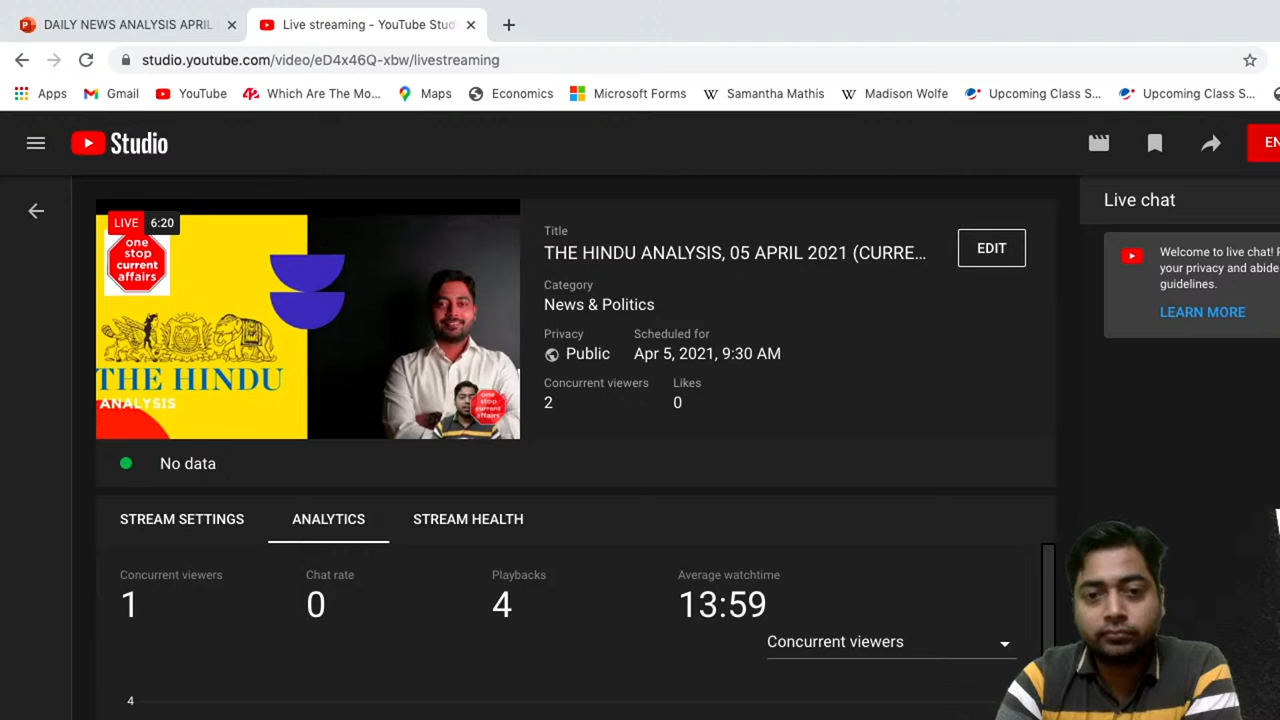 DAILY NEWS ANALYSIS APRIL
Live streaming - YouTube Stud
studio.youtube.com/video/eD4x46Q-xbw/livestreaming
Apps
Gmail
YouTube
Which Are The Mo...
Maps
Economics
Microsoft Forms
Samantha Mathis
Madison Wolfe
Upcoming Class S...
Upcoming Class S...
Studio
EN
LIVE 6:20
one
stop
current
affairs
THE HINDU
ANALYSIS
one
stop
current
affairs
Title
THE HINDU ANALYSIS, 05 APRIL 2021 (CURRE...
EDIT
Category
News & Politics
Privacy
Public
Scheduled for
Apr 5, 2021, 9:30 AM
Concurrent viewers
2
Likes
0
No data
Live chat
Welcome to live chat!
your privacy and abide
guidelines.
LEARN MORE
STREAM SETTINGS
ANALYTICS
STREAM HEALTH
Concurrent viewers
1
Chat rate
0
Playbacks
4
Average watchtime
13:59
Concurrent viewers
4